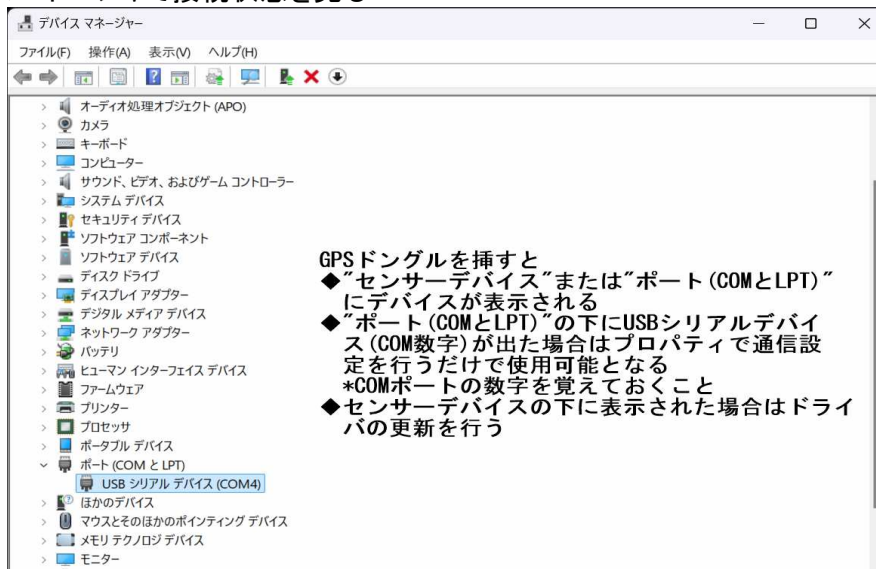 デバイス マネージャー
ファイル(F) 操作(A) 表示(V) ヘルプ(H)
オーディオ処理オブジェクト (APO)
カメラ
キーボード
コンピューター
サウンド、ビデオ、およびゲーム コントローラー
システム デバイス
セキュリティ デバイス
ソフトウェア コンポーネント
ソフトウェア デバイス
ディスク ドライブ
ディスプレイ アダプター
デジタル メディア デバイス
ネットワーク アダプター
バッテリ
ヒューマン インターフェイス デバイス
ファームウェア
プリンター
プロセッサ
ポータブル デバイス
ポート (COM と LPT)
USB シリアル デバイス (COM4)
ほかのデバイス
マウスとそのほかのポインティング デバイス
メモリ テクノロジ デバイス
モニター
GPSドングルを挿すと
◆"センサーデバイス"または"ポート(COMとLPT)"
にデバイスが表示される
◆"ポート(COMとLPT)"の下にUSBシリアルデバイ
ス(COM数字)が出た場合はプロパティで通信設
定を行うだけで使用可能となる
*COMポートの数字を覚えておくこと
◆センサーデバイスの下に表示された場合はドライ
バの更新を行う